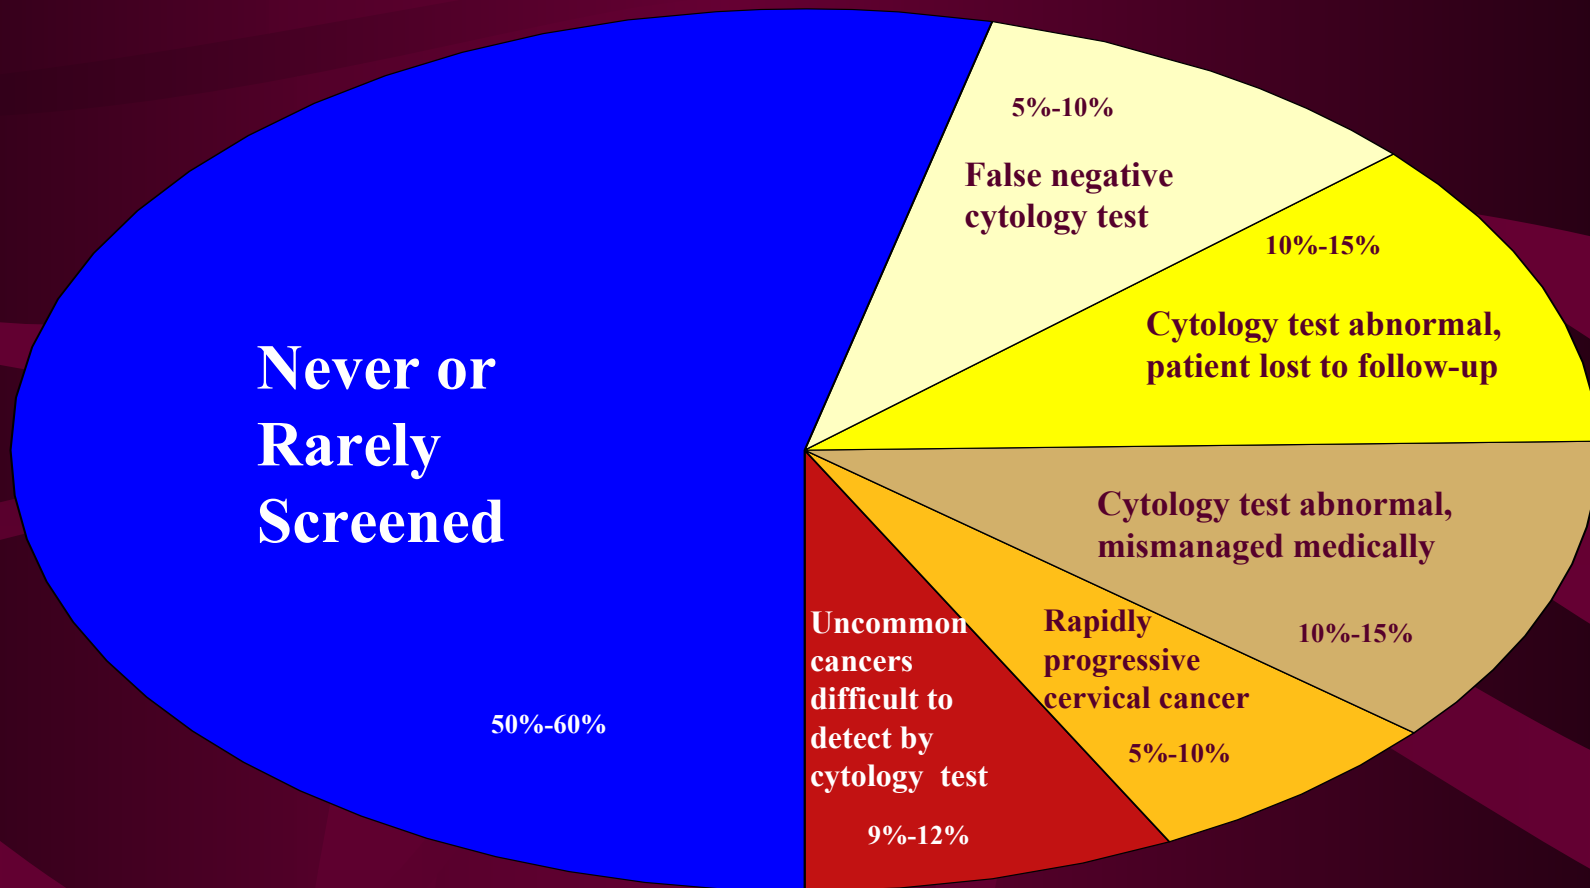 5%-10%
False negative
cytology test
10%-15%
Cytology test abnormal,
patient lost to follow-up
Never or
Rarely
Screened
50%-60%
Cytology test abnormal,
mismanaged medically
10%-15%
Rapidly
progressive
cervical cancer
5%-10%
Uncommon
cancers
difficult to
detect by
cytology test
9%-12%